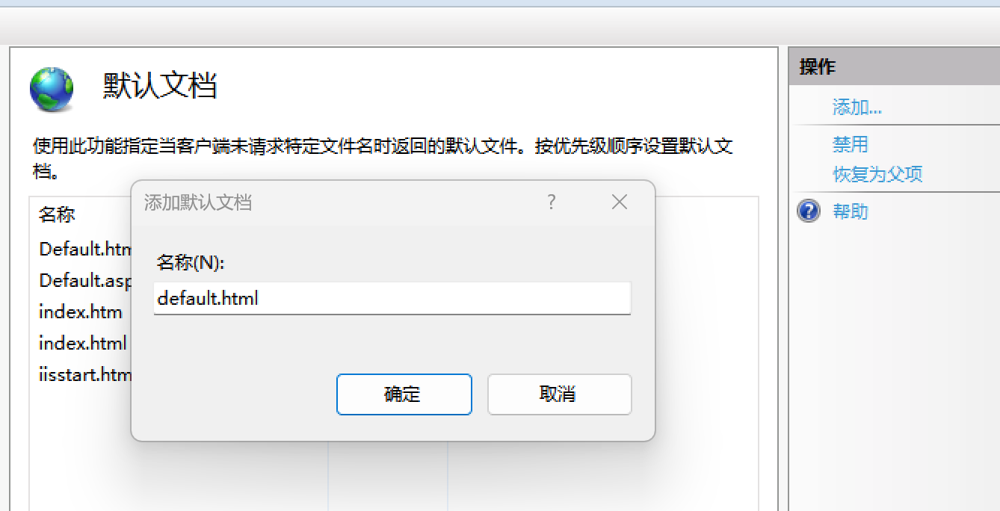 默认文档
使用此功能指定当客户端未请求特定文件名时返回的默认文件。按优先级顺序设置默认文
档。
名称
Default.htm
Default.asp
index.htm
index.html
iisstart.htm
添加默认文档
?
名称(N):
default.html
确定
取消
操作
添加...
禁用
恢复为父项
?
帮助